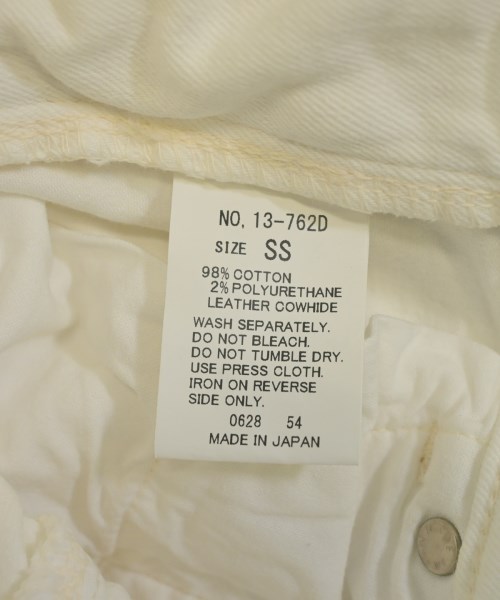 NO. 13-762D
SIZE SS
98% COTTON
2% POLYURETHANE
LEATHER COWHIDE
WASH SEPARATELY.
DO NOT BLEACH.
DO NOT TUMBLE DRY.
USE PRESS CLOTH.
IRON ON REVERSE
SIDE ONLY.
0628 54
MADE IN JAPAN